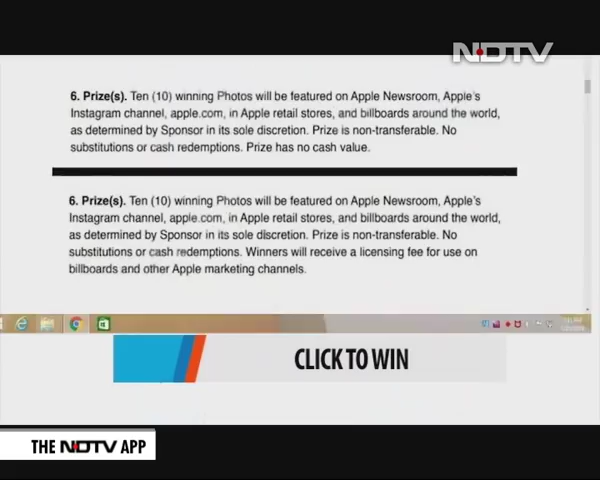 NDTV
6. Prize(s). Ten (10) winning Photos will be featured on Apple Newsroom, Apple's
Instagram channel, apple.com, in Apple retail stores, and billboards around the world,
as determined by Sponsor in its sole discretion. Prize is non-transferable. No
substitutions or cash redemptions. Prize has no cash value.
6. Prize(s). Ten (10) winning Photos will be featured on Apple Newsroom, Apple's
Instagram channel, apple.com, in Apple retail stores, and billboards around the world,
as determined by Sponsor in its sole discretion. Prize is non-transferable. No
substitutions or cash redemptions. Winners will receive a licensing fee for use on
billboards and other Apple marketing channels.
CLICK TO WIN
THE NDTV APP